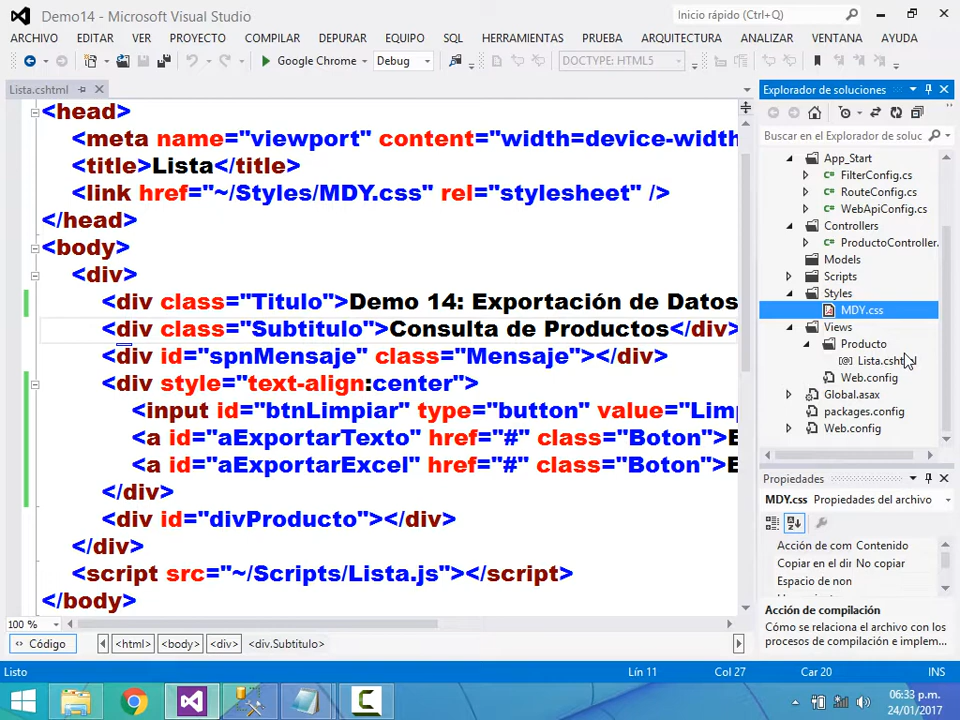 Demo14 - Microsoft Visual Studio
Inicio rápido (Ctrl+Q)
ARCHIVO EDITAR VER PROYECTO COMPILAR DEPURAR EQUIPO SQL HERRAMIENTAS PRUEBA ARQUITECTURA ANALIZAR VENTANA AYUDA
Google Chrome Debug DOCTYPE: HTML5
Lista.cshtml
<head>
<meta name="viewport" content="width=device-width
<title>Lista</title>
<link href="~/Styles/MDY.css" rel="stylesheet" />
</head>
<body>
<div>
<div class="Titulo">Demo 14: Exportación de Datos
<div class="Subtitulo">Consulta de Productos</div>
<div id="spnMensaje" class="Mensaje"></div>
<div style="text-align:center">
<input id="btnLimpiar" type="button" value="Limp
<a id="aExportarTexto" href="#" class="Boton">E
<a id="aExportarExcel" href="#" class="Boton">E
</div>
<div id="divProducto"></div>
</div>
<script src="~/Scripts/Lista.js"></script>
</body>
100 %
Código <html> <body> <div> <div.Subtitulo>
Explorador de soluciones
Buscar en el Explorador de soluc
App_Start
FilterConfig.cs
RouteConfig.cs
WebApiConfig.cs
Controllers
ProductoController.
Models
Scripts
Styles
MDY.css
Views
Producto
Lista.cshtml
Web.config
Global.asax
packages.config
Web.config
Propiedades
MDY.css Propiedades del archivo
Acción de com Contenido
Copiar en el dir No copiar
Espacio de non
Acción de compilación
Cómo se relaciona el archivo con los
procesos de compilación e implem...
Listo Lín 11 Col 27 Car 20 INS
06:33 p.m.
24/01/2017